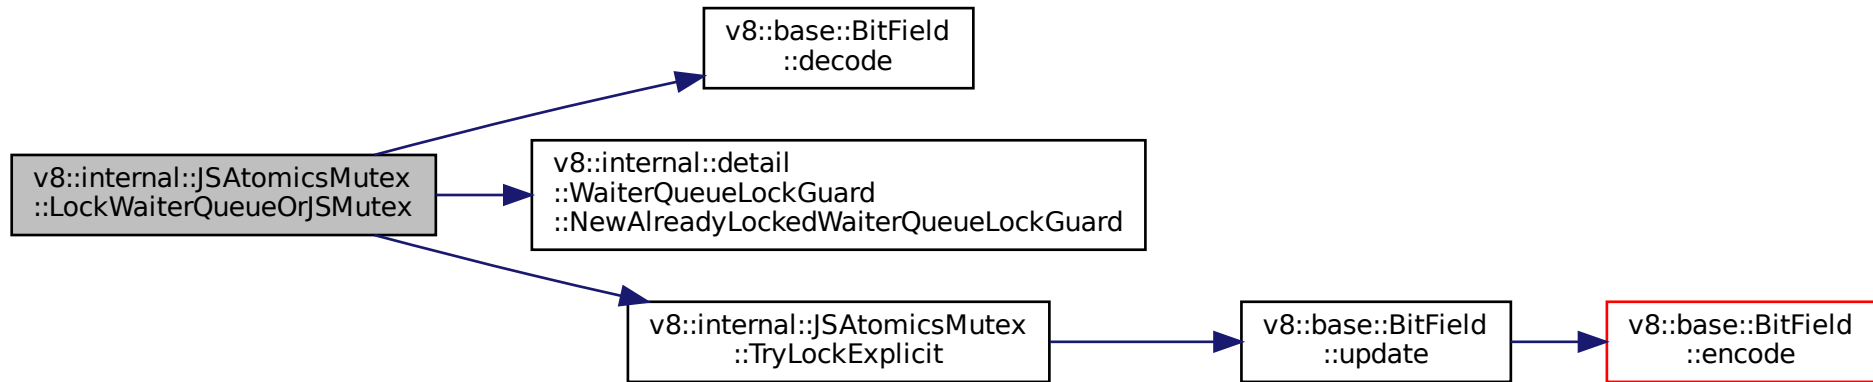 v8::base::BitField
::decode
v8::internal::JSAtomicsMutex
::LockWaiterQueueOrJSMutex
v8::internal::detail
::WaiterQueueLockGuard
::NewAlreadyLockedWaiterQueueLockGuard
v8::internal::JSAtomicsMutex
::TryLockExplicit
v8::base::BitField
::update
v8::base::BitField
::encode